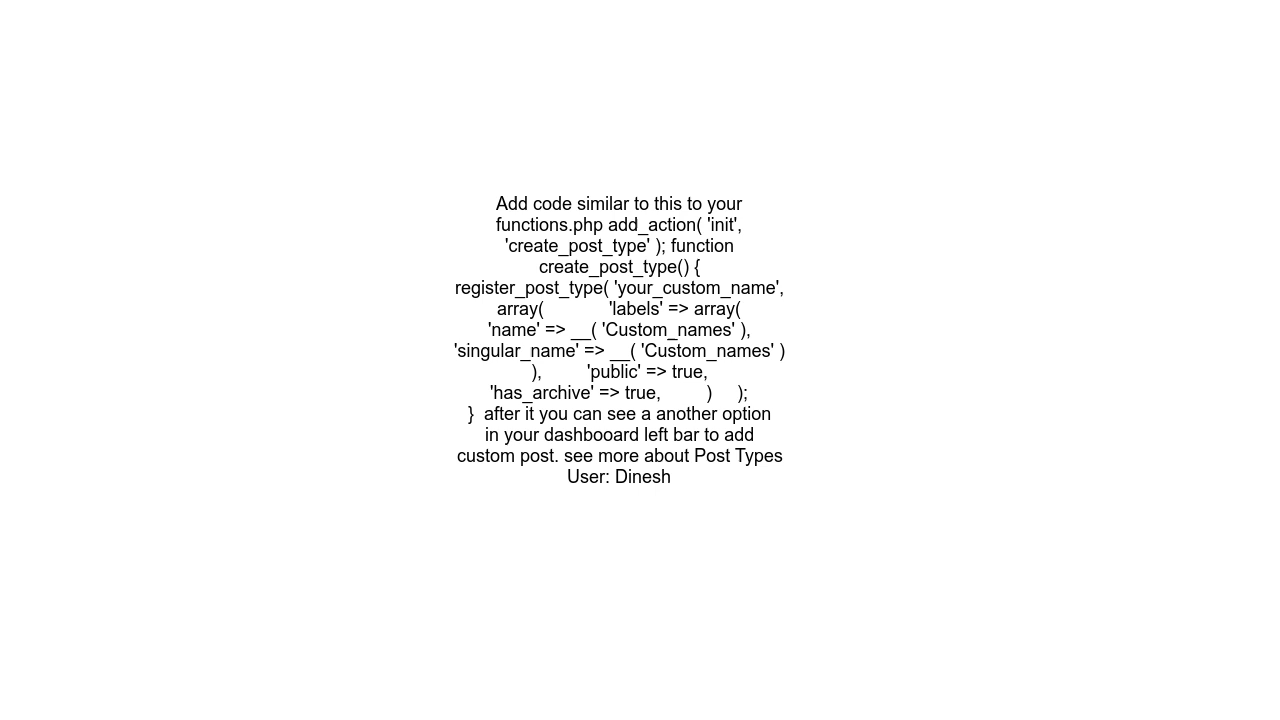 Add code similar to this to your
functions.php add_action( 'init',
'create_post_type' ); function
create_post_type() {
register_post_type( 'your_custom_name',
array(             'labels' => array(
'name' => __( 'Custom_names' ),
'singular_name' => __( 'Custom_names' )
),         'public' => true,
'has_archive' => true,         )     );
}  after it you can see a another option
in your dashbooard left bar to add
custom post. see more about Post Types
User: Dinesh